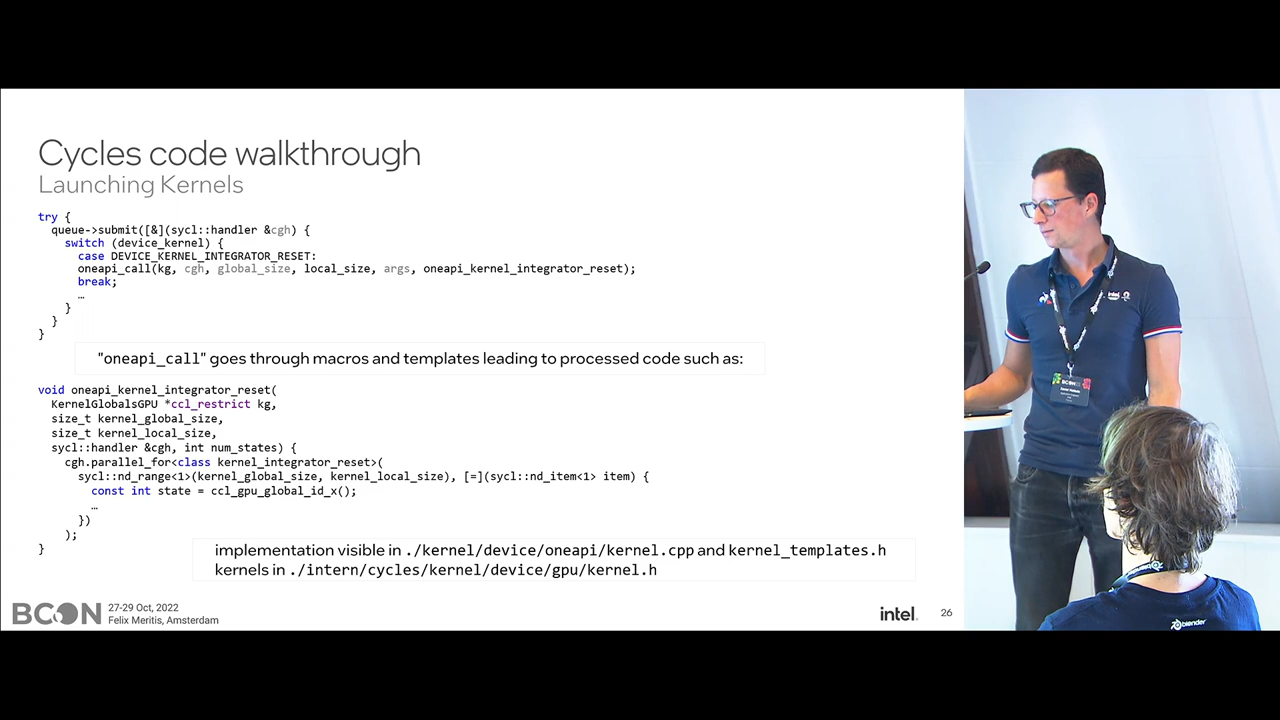 Cycles code walkthrough
Launching Kernels
try {
queue->submit([&](sycl::handler &cgh) {
switch (device_kernel) {
case DEVICE_KERNEL_INTEGRATOR_RESET:
oneapi_call(kg, cgh, global_size, local_size, args, oneapi_kernel_integrator_reset);
break;
…
}
}
}
"oneapi_call" goes through macros and templates leading to processed code such as:
void oneapi_kernel_integrator_reset(
KernelGlobalsGPU *ccl_restrict kg,
size_t kernel_global_size,
size_t kernel_local_size,
sycl::handler &cgh, int num_states) {
cgh.parallel_for<class kernel_integrator_reset>(
sycl::nd_range<1>(kernel_global_size, kernel_local_size), [=](sycl::nd_item<1> item) {
const int state = ccl_gpu_global_id_x();
…
})
);
}
implementation visible in ./kernel/device/oneapi/kernel.cpp and kernel_templates.h
kernels in ./intern/cycles/kernel/device/gpu/kernel.h
BCON
27-29 Oct, 2022
Felix Meritis, Amsterdam
intel.
26
intel
BCON
blender